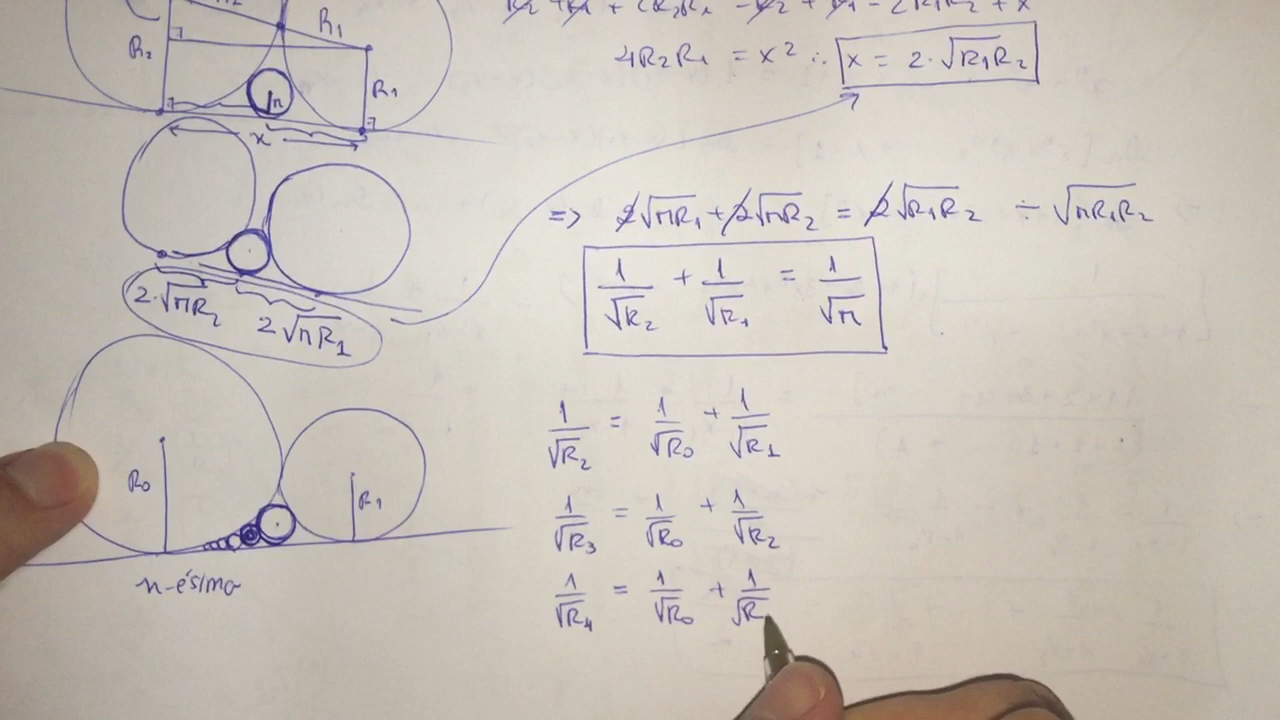 4R₂R₁ = x² ∴ x = 2·√R₁R₂
R₁
R₂
R₁
r
x
=> 2√rR₁ + 2√rR₂ = 2√R₁R₂ ÷ √rR₁R₂
1/√R₂ + 1/√R₁ = 1/√r
2·√rR₂
2√rR₁
1/√R₂ = 1/√R₀ + 1/√R₁
R₀
R₁
1/√R₃ = 1/√R₀ + 1/√R₂
n-ésimo
1/√R₄ = 1/√R₀ + 1/√R